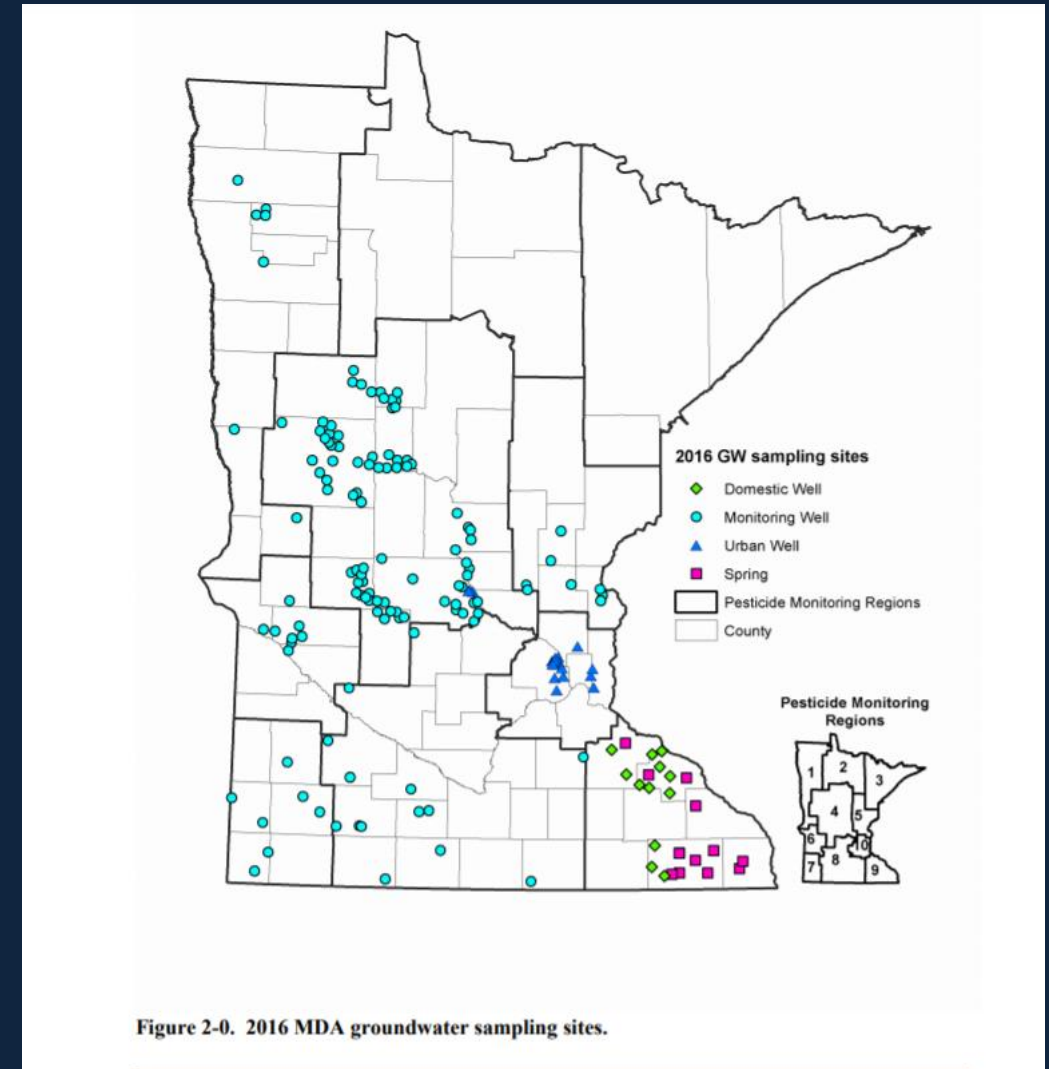 2016 GW sampling sites
Domestic Well
Monitoring Well
Urban Well
Spring
Pesticide Monitoring Regions
County
Pesticide Monitoring
Regions
1
2
3
4
5
6
10
7
8
9
Figure 2-0. 2016 MDA groundwater sampling sites.